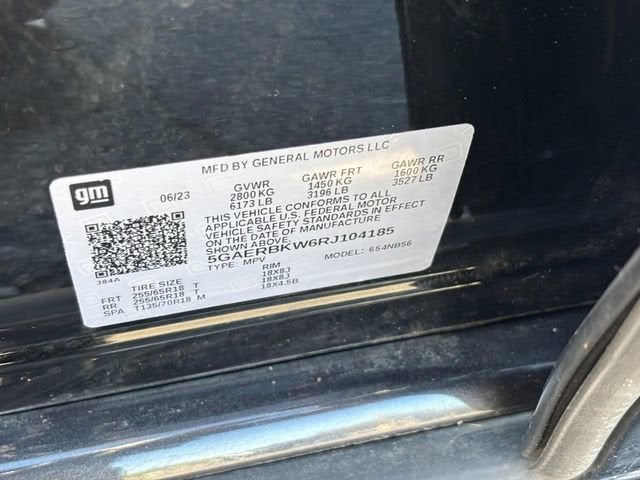 MFD BY GENERAL MOTORS LLC
gm
06/23
GVWR GAWR FRT GAWR RR
2800 KG 1450 KG 1600 KG
6173 LB 3196 LB 3527 LB
THIS VEHICLE CONFORMS TO ALL
APPLICABLE U.S. FEDERAL MOTOR
VEHICLE SAFETY STANDARDS IN EFFECT
ON THE DATE OF MANUFACTURE
SHOWN ABOVE.
5GAERBKW6RJ104185
TYPE: MPV MODEL: 6S4NB56
394A
TIRE SIZE RIM
FRT 255/65R18 T 18X8J
RR 255/65R18 T 18X8J
SPA T135/70R18 M 18X4.5B